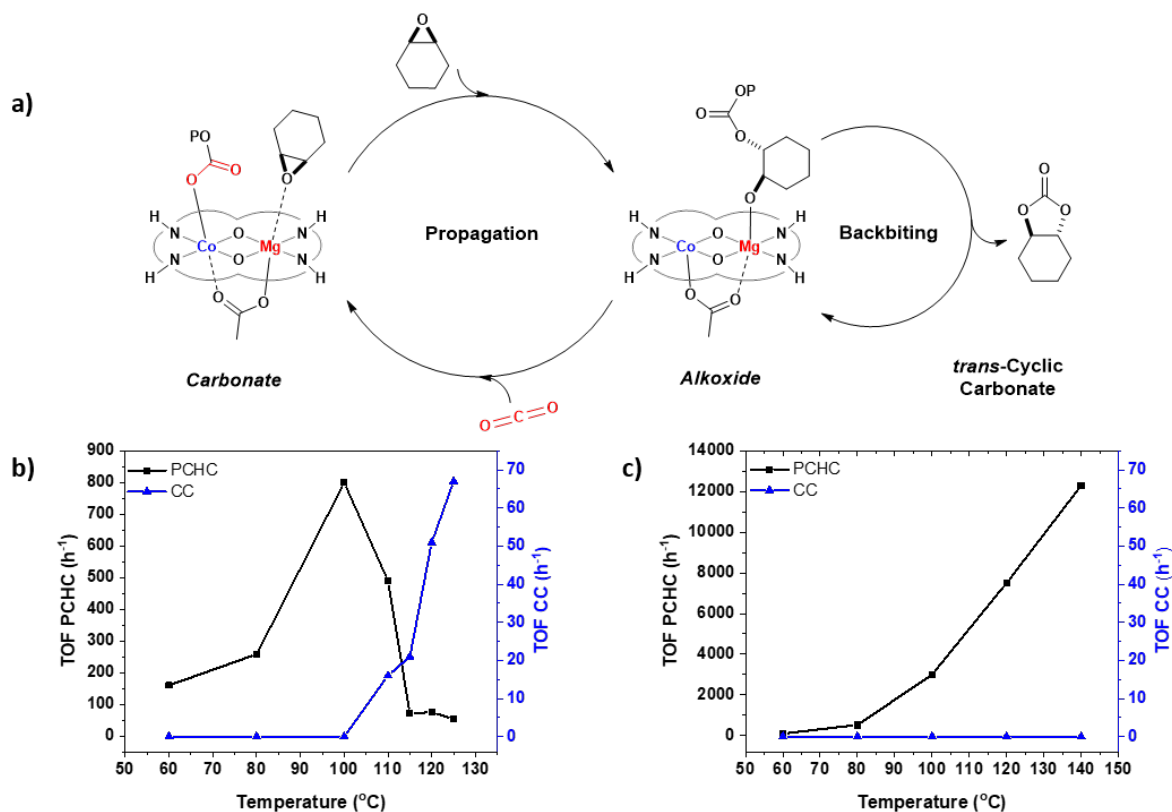 a)
O
Propagation
PO
O
O
O
H
H
N
O
N
Co
Mg
N
O
N
H
H
O
O
Carbonate
O=C=O
OP
O
O
O
H
H
N
O
N
Co
Mg
N
O
N
H
H
O
O
Alkoxide
Backbiting
O
O
O
trans-Cyclic
Carbonate
b)
PCHC
CC
900
800
700
600
500
400
300
200
100
0
TOF PCHC (h-1)
70
60
50
40
30
20
10
0
TOF CC (h-1)
50 60 70 80 90 100 110 120 130
Temperature (oC)
c)
PCHC
CC
14000
12000
10000
8000
6000
4000
2000
0
TOF PCHC (h-1)
70
60
50
40
30
20
10
0
TOF CC (h-1)
50 60 70 80 90 100 110 120 130 140 150
Temperature (oC)